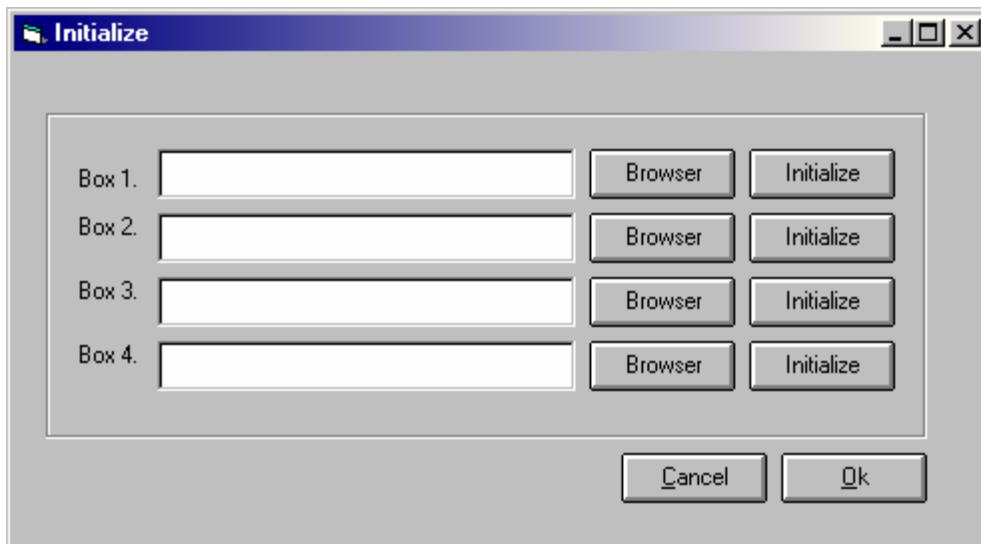 Initialize
Box 1. Browser Initialize
Box 2. Browser Initialize
Box 3. Browser Initialize
Box 4. Browser Initialize
Cancel Ok